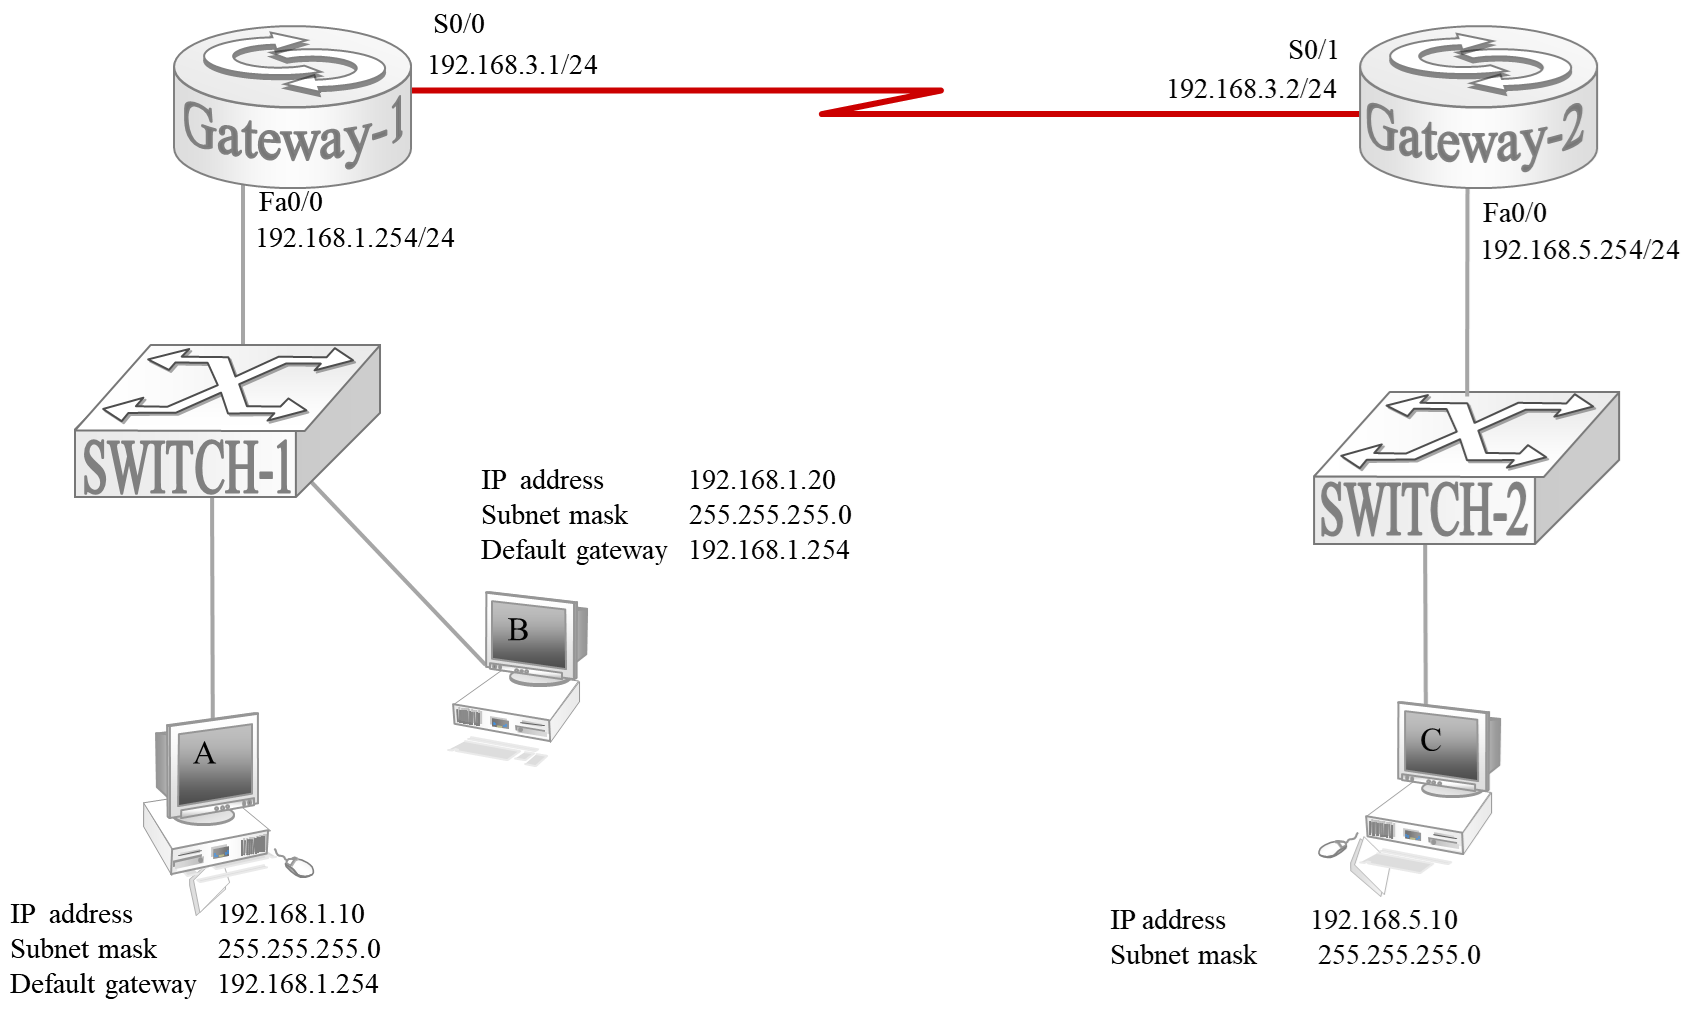 S0/0
192.168.3.1/24
S0/1
192.168.3.2/24
Gateway-1
Gateway-2
Fa0/0
192.168.1.254/24
Fa0/0
192.168.5.254/24
SWITCH-1
SWITCH-2
IP address 192.168.1.20
Subnet mask 255.255.255.0
Default gateway 192.168.1.254
B
A
C
IP address 192.168.1.10
Subnet mask 255.255.255.0
Default gateway 192.168.1.254
IP address 192.168.5.10
Subnet mask 255.255.255.0